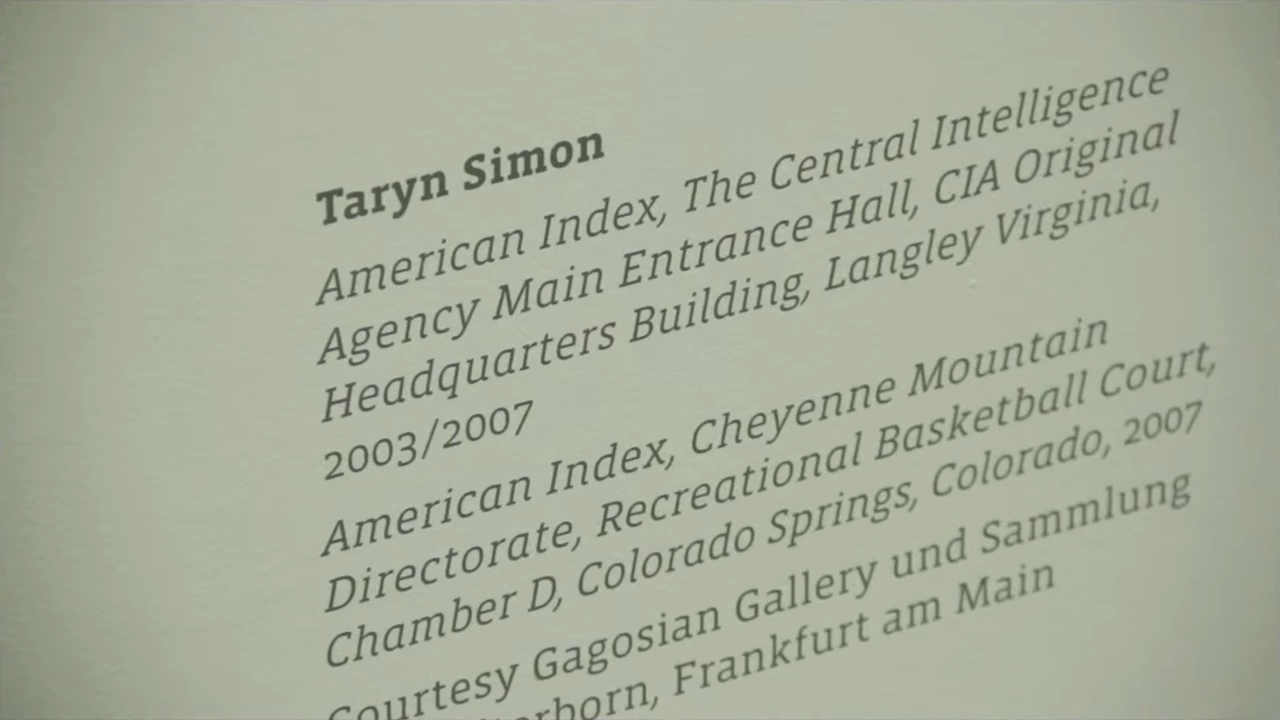 Taryn Simon
American Index, The Central Intelligence
Agency Main Entrance Hall, CIA Original
Headquarters Building, Langley Virginia,
2003/2007
American Index, Cheyenne Mountain
Directorate, Recreational Basketball Court,
Chamber D, Colorado Springs, Colorado, 2007
Courtesy Gagosian Gallery und Sammlung
Frankfurt am Main